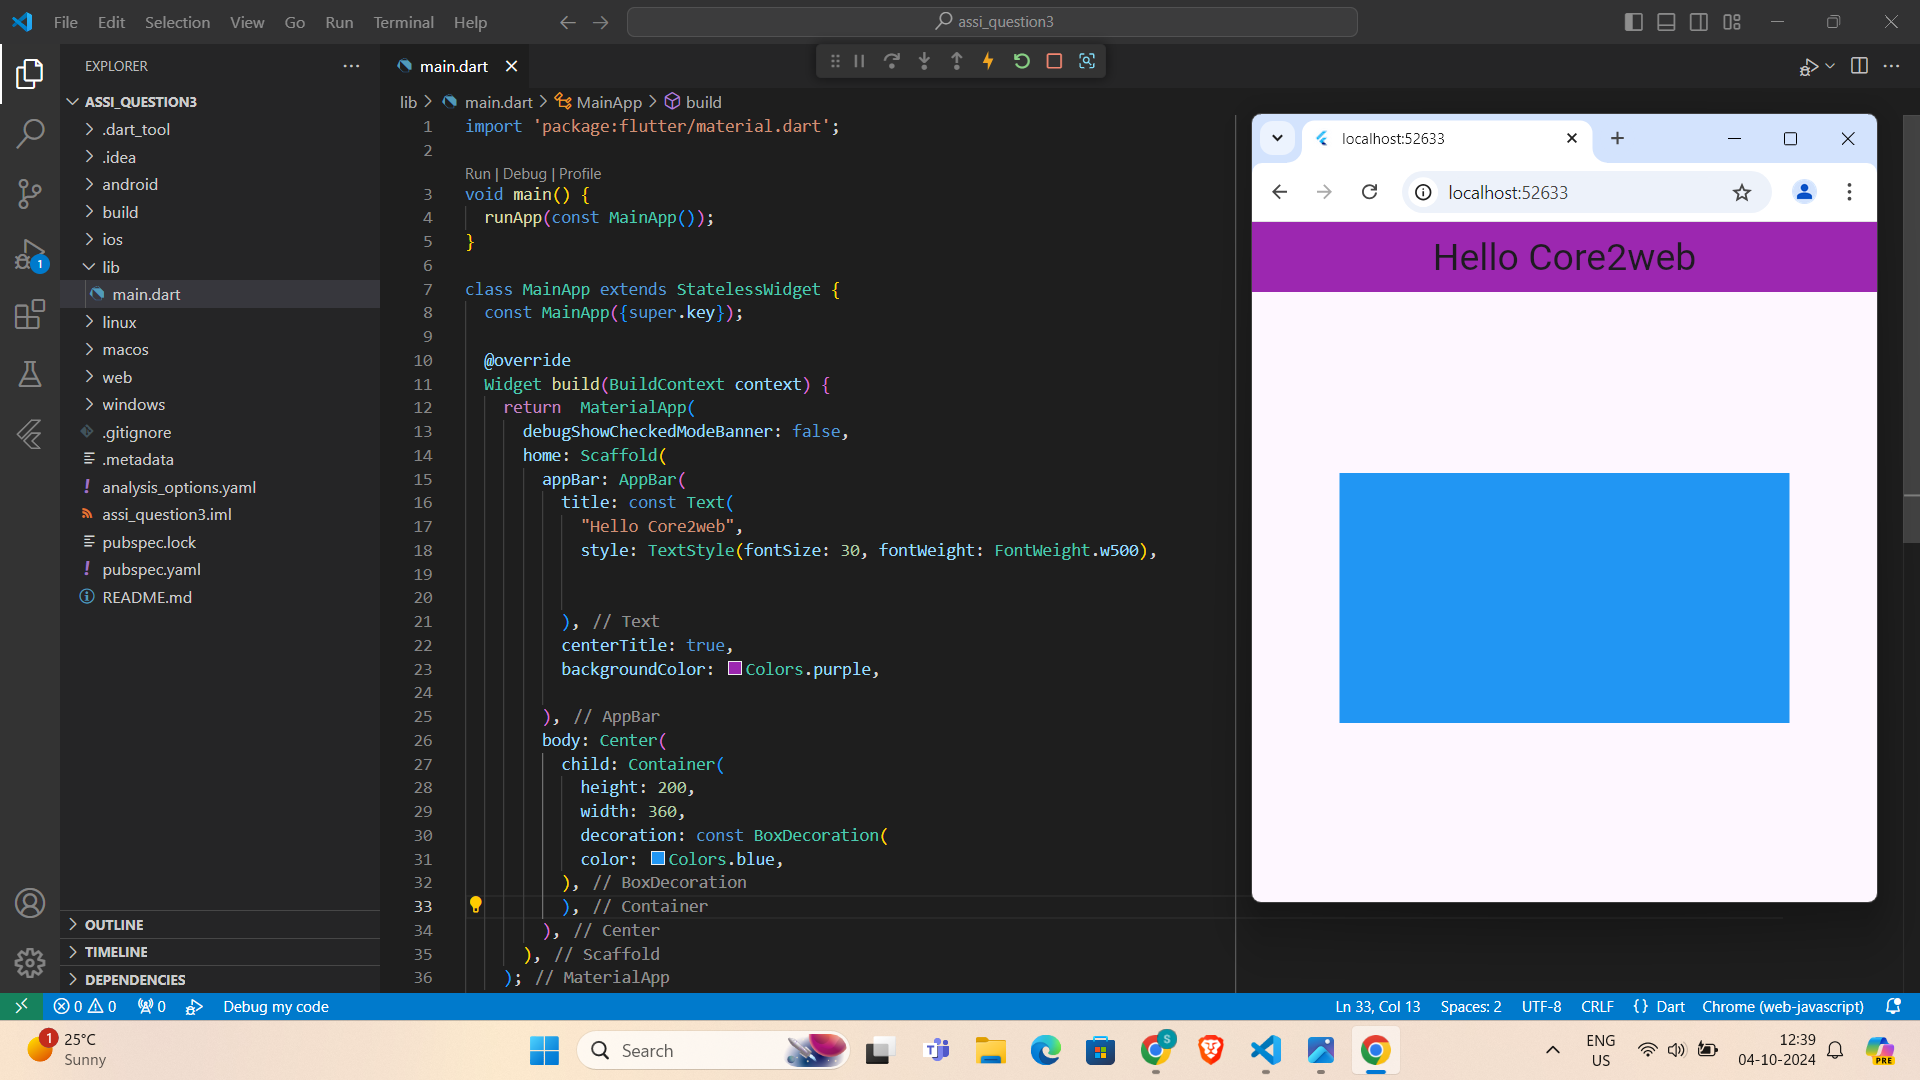 File Edit Selection View Go Run Terminal Help
assi_question3
EXPLORER
ASSI_QUESTION3
.dart_tool
.idea
android
build
ios
lib
main.dart
linux
macos
web
windows
.gitignore
.metadata
analysis_options.yaml
assi_question3.iml
pubspec.lock
pubspec.yaml
README.md
OUTLINE
TIMELINE
DEPENDENCIES
1
main.dart
lib > main.dart > MainApp > build
1 import 'package:flutter/material.dart';
2
Run | Debug | Profile
3 void main() {
4 runApp(const MainApp());
5 }
6
7 class MainApp extends StatelessWidget {
8 const MainApp({super.key});
9
10 @override
11 Widget build(BuildContext context) {
12 return  MaterialApp(
13 debugShowCheckedModeBanner: false,
14 home: Scaffold(
15 appBar: AppBar(
16 title: const Text(
17 "Hello Core2web",
18 style: TextStyle(fontSize: 30, fontWeight: FontWeight.w500),
19
20
21 ), // Text
22 centerTitle: true,
23 backgroundColor: Colors.purple,
24
25 ), // AppBar
26 body: Center(
27 child: Container(
28 height: 200,
29 width: 360,
30 decoration: const BoxDecoration(
31 color: Colors.blue,
32 ), // BoxDecoration
33 ), // Container
34 ), // Center
35 ), // Scaffold
36 ); // MaterialApp
localhost:52633
localhost:52633
Hello Core2web
0 0 0 Debug my code
Ln 33, Col 13 Spaces: 2 UTF-8 CRLF {} Dart Chrome (web-javascript)
1
25°C
Sunny
Search
S
ENG
US
12:39
04-10-2024
PRE